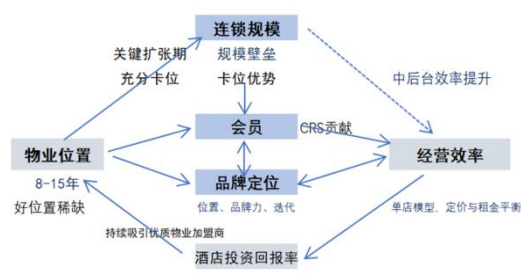 连锁规模
关键扩张期
充分卡位
规模壁垒
卡位优势
中后台效率提升
会员
CRS贡献
物业位置
经营效率
8-15年
好位置稀缺
品牌定位
位置、品牌力、迭代
单店模型，定价与租金平衡
持续吸引优质物业加盟商
酒店投资回报率